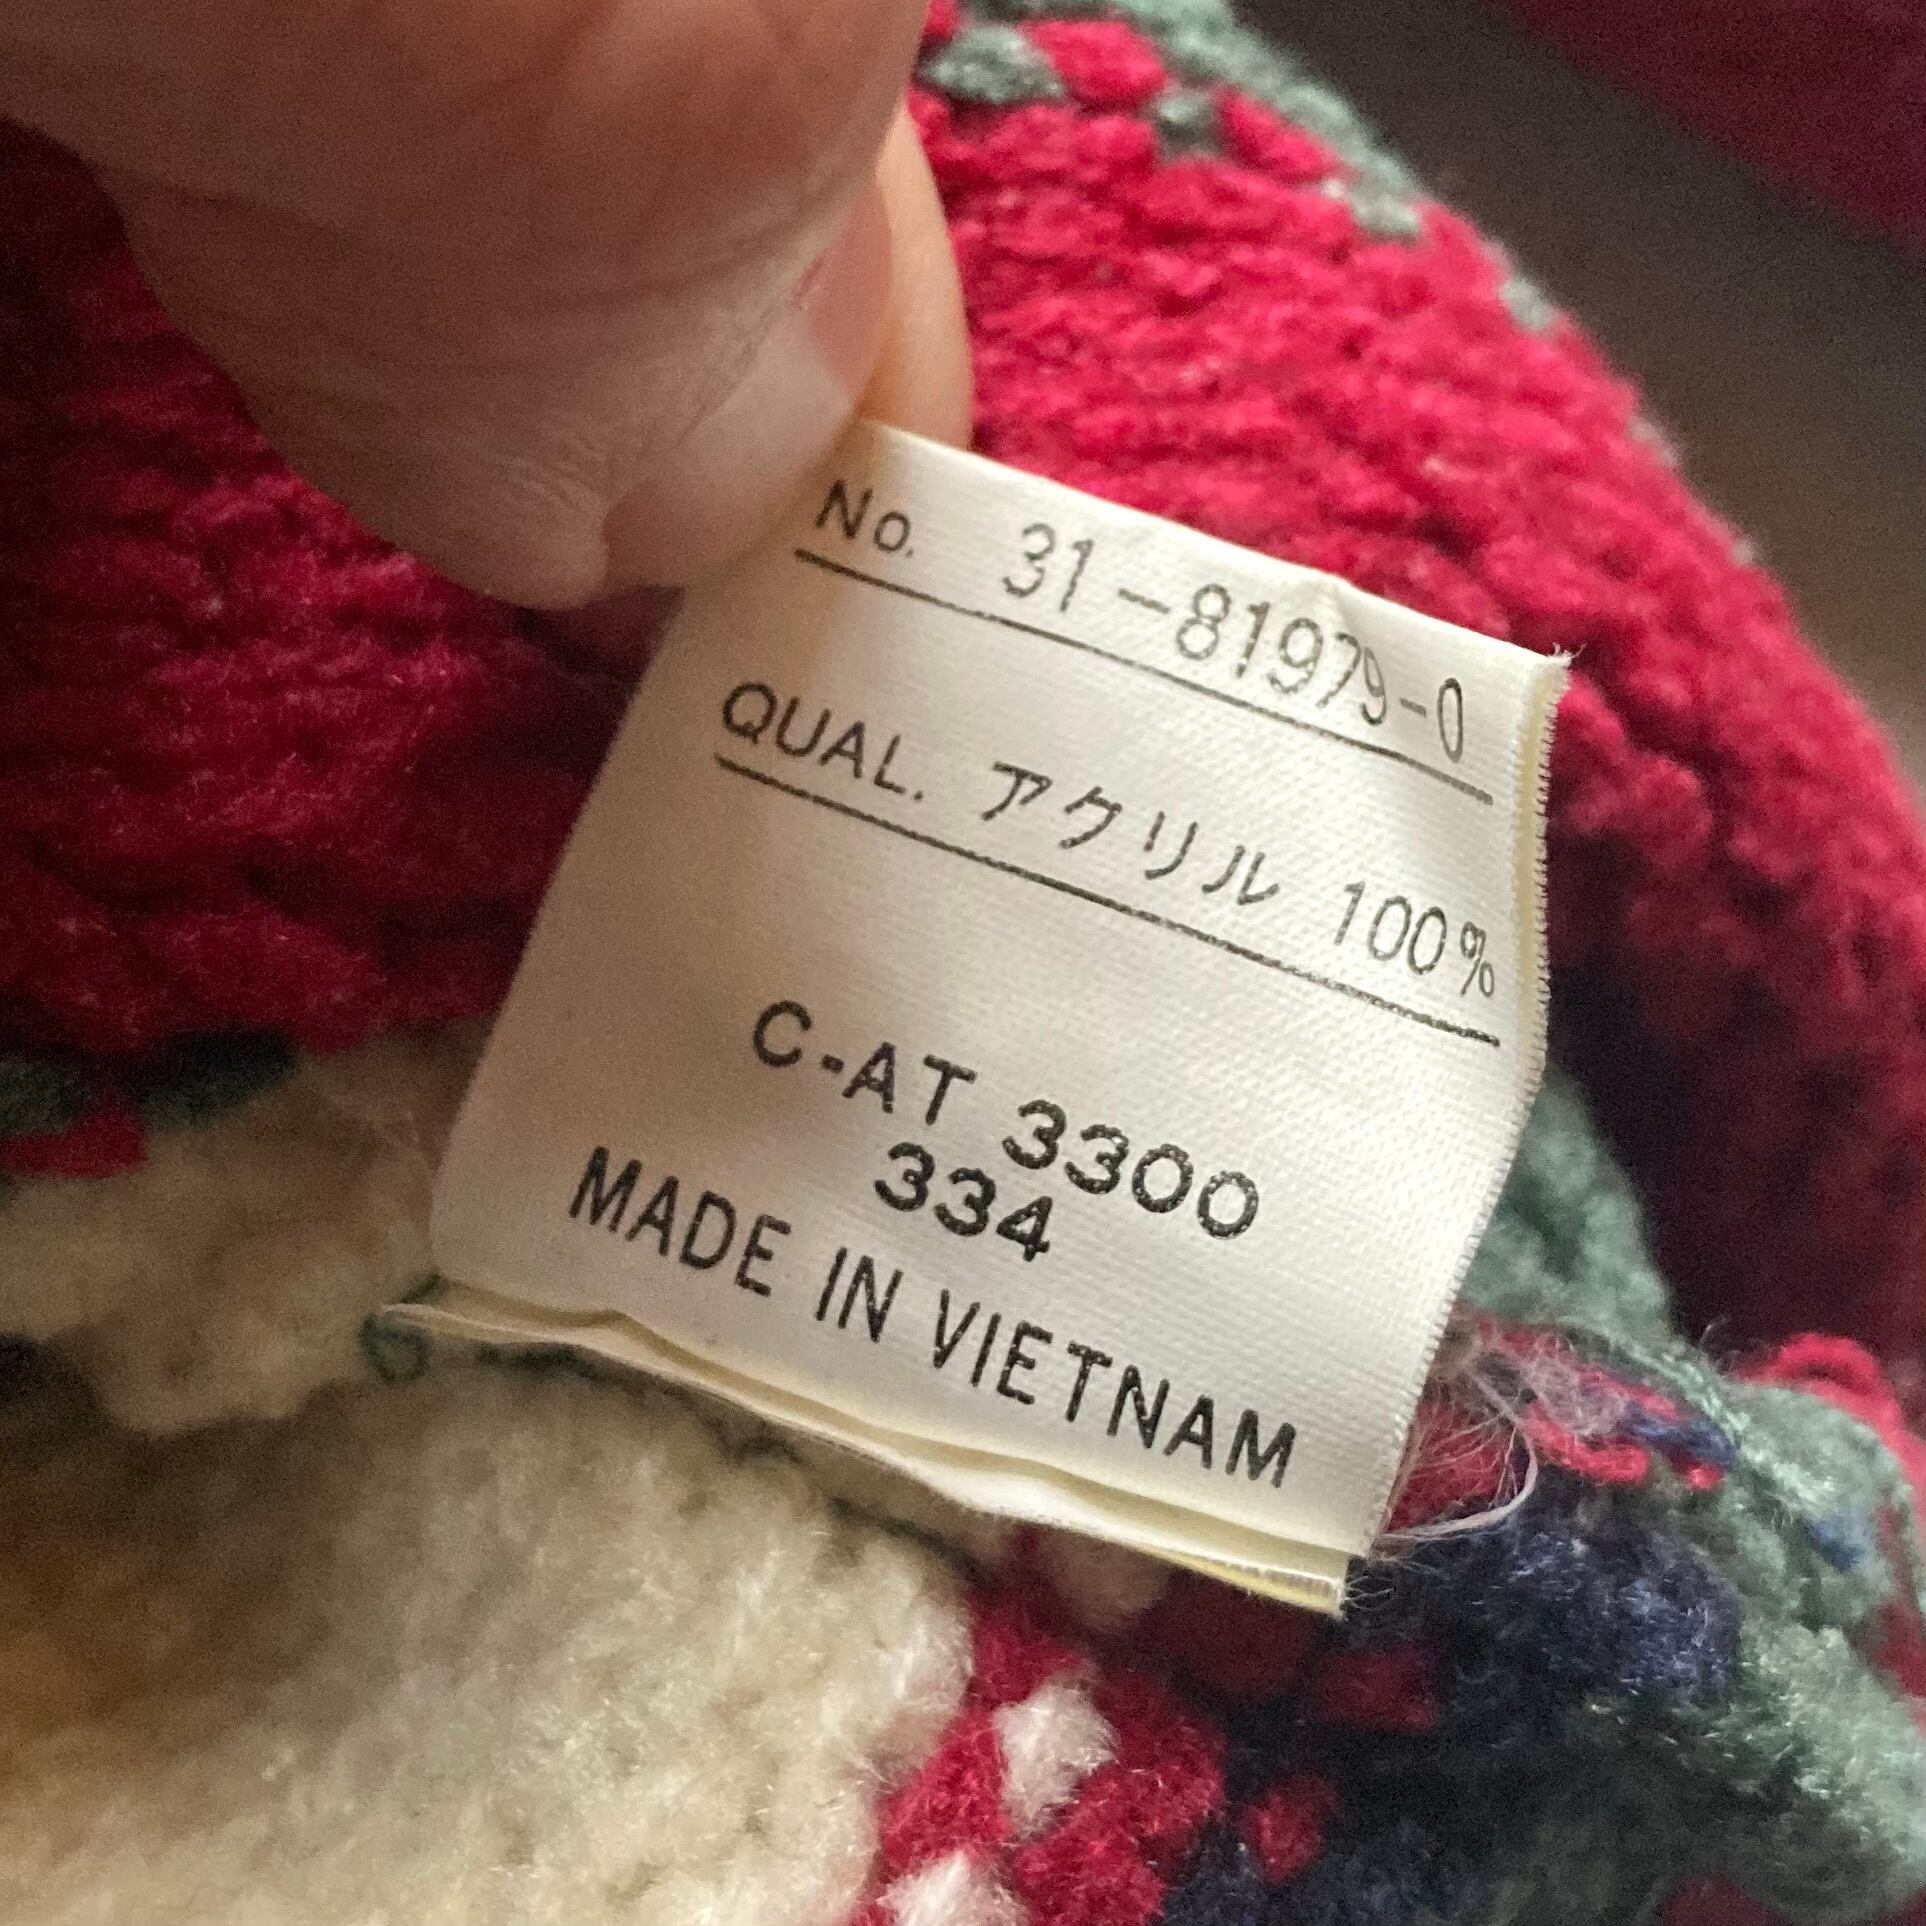 No. 31-81979-0
QUAL. アクリル 100%
C-AT 3300
334
MADE IN VIETNAM